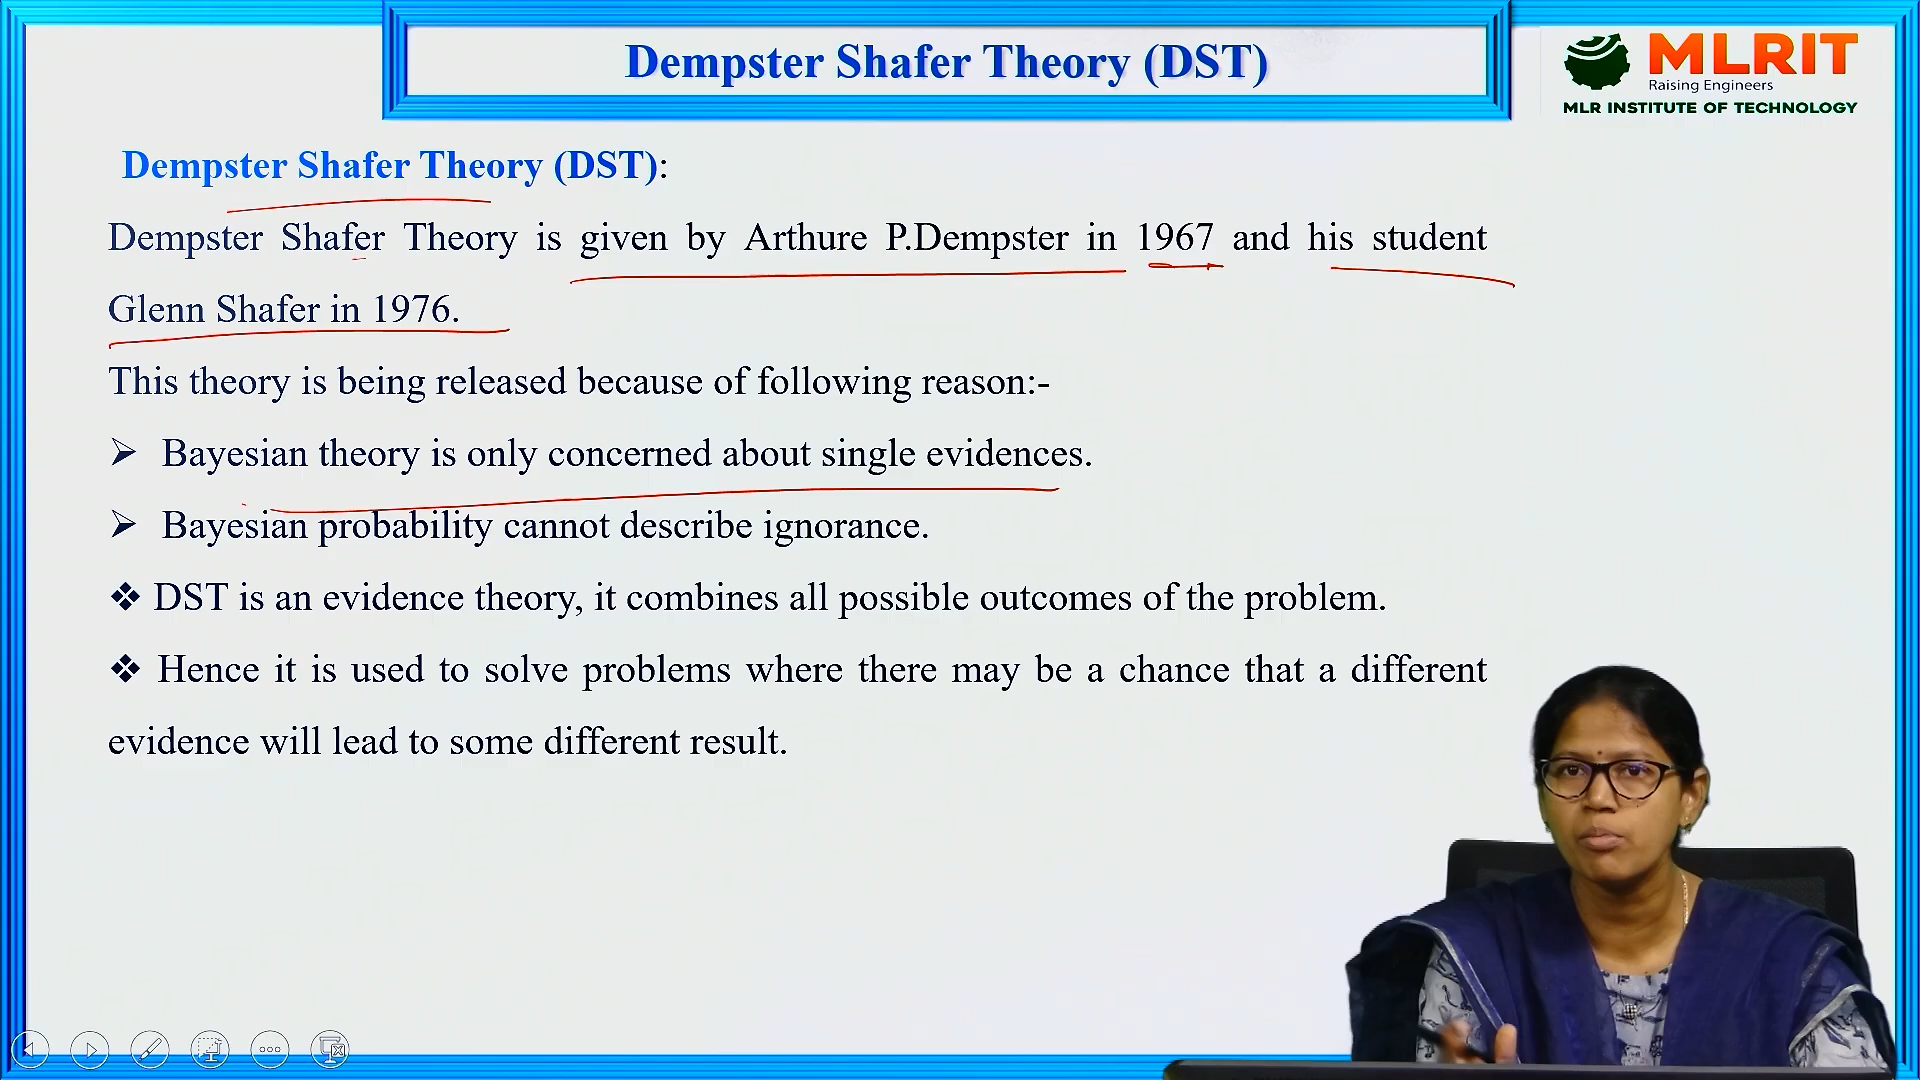 Dempster Shafer Theory (DST)
MLRIT
Raising Engineers
MLR INSTITUTE OF TECHNOLOGY
Dempster Shafer Theory (DST):
Dempster Shafer Theory is given by Arthure P.Dempster in 1967 and his student
Glenn Shafer in 1976.
This theory is being released because of following reason:-
➢ Bayesian theory is only concerned about single evidences.
➢ Bayesian probability cannot describe ignorance.
❖ DST is an evidence theory, it combines all possible outcomes of the problem.
❖ Hence it is used to solve problems where there may be a chance that a different
evidence will lead to some different result.